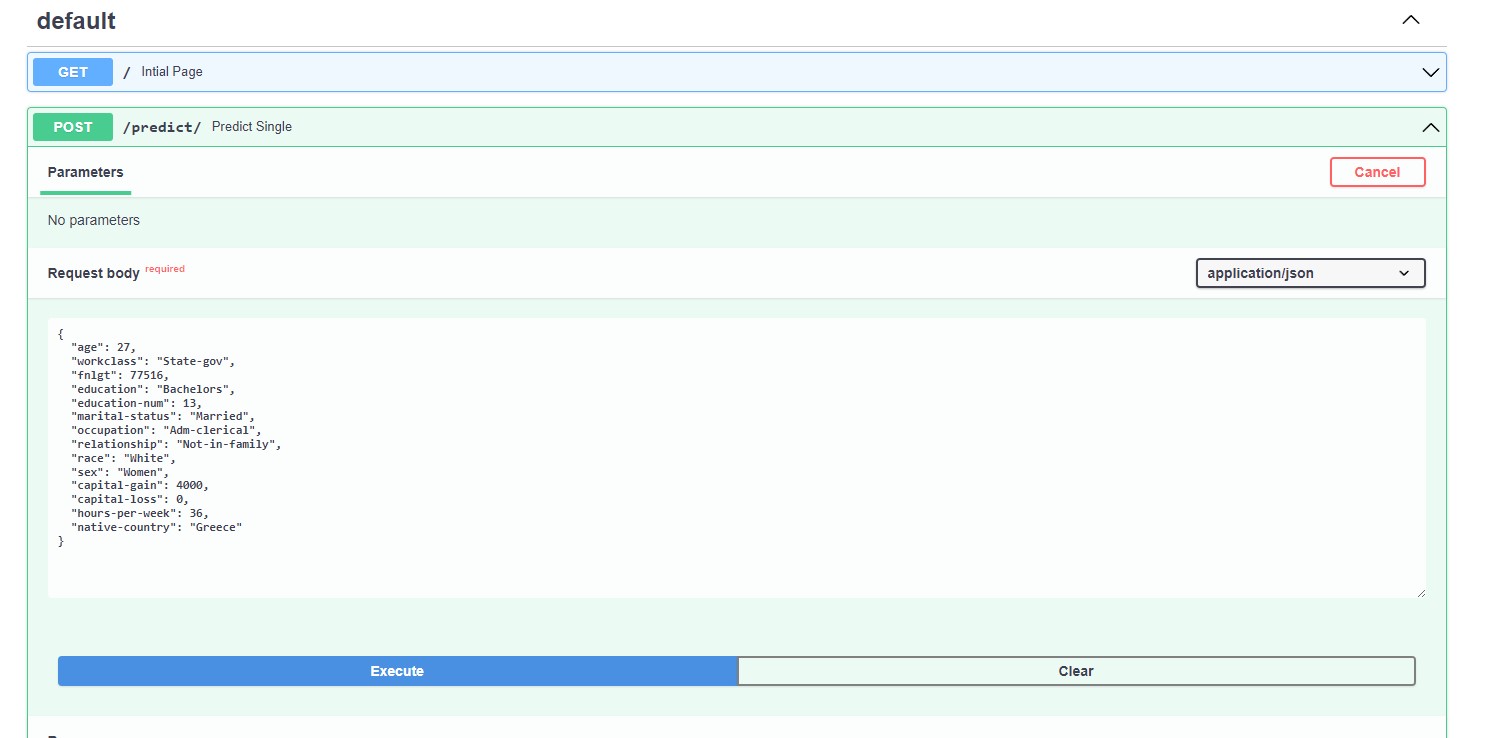 default
GET / Intial Page
POST /predict/ Predict Single
Parameters
Cancel
No parameters
Request body required
application/json
{
"age": 27,
"workclass": "State-gov",
"fnlgt": 77516,
"education": "Bachelors",
"education-num": 13,
"marital-status": "Married",
"occupation": "Adm-clerical",
"relationship": "Not-in-family",
"race": "White",
"sex": "Women",
"capital-gain": 4000,
"capital-loss": 0,
"hours-per-week": 36,
"native-country": "Greece"
}
Execute
Clear